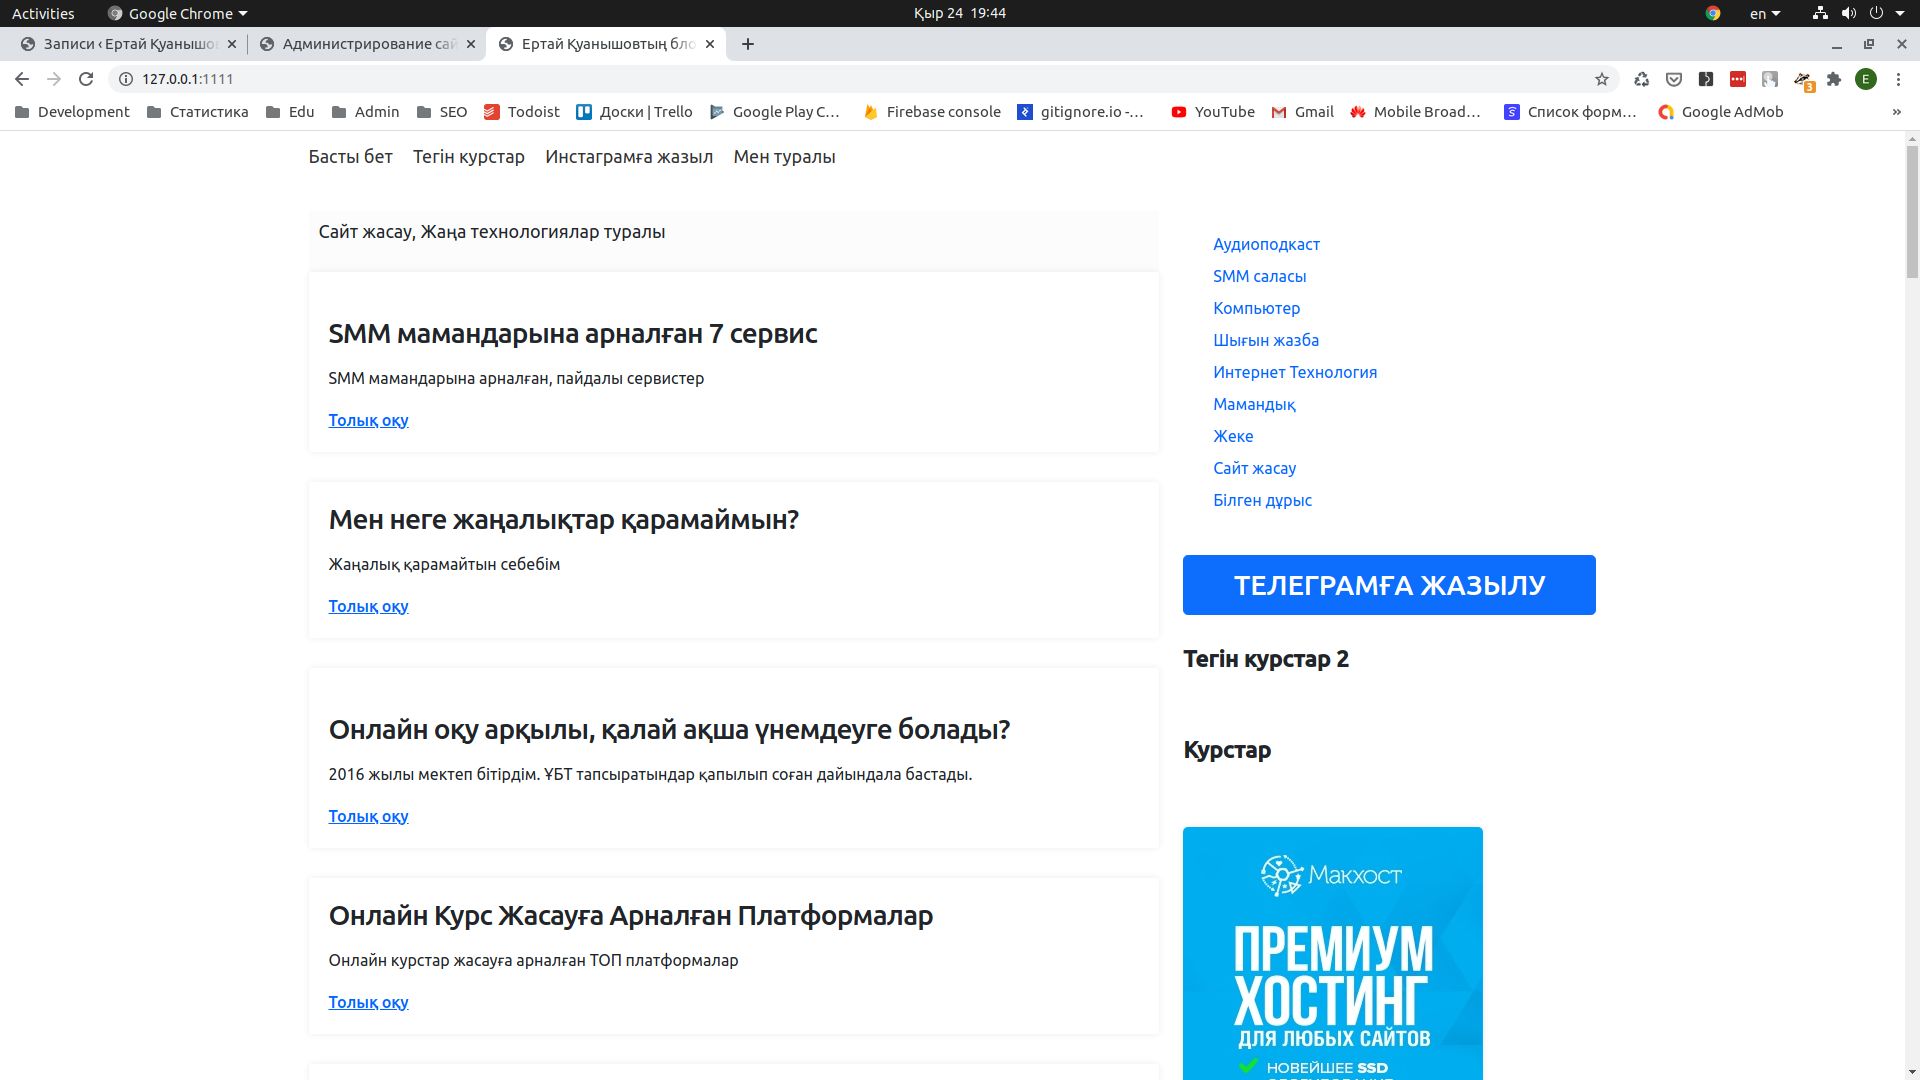 Activities
Google Chrome
Қыр 24 19:44
en
Записи ‹ Ертай Қуанышов
Администрирование сай
Ертай Қуанышовтың бло
127.0.0.1:1111
E
3
Development
Статистика
Edu
Admin
SEO
Todoist
Доски | Trello
Google Play C...
Firebase console
gitignore.io -...
YouTube
Gmail
Mobile Broad...
Список форм...
Google AdMob
»
Басты бет
Тегін курстар
Инстаграмға жазыл
Мен туралы
Сайт жасау, Жаңа технологиялар туралы
SMM мамандарына арналған 7 сервис
SMM мамандарына арналған, пайдалы сервистер
Толық оқу
Мен неге жаңалықтар қарамаймын?
Жаңалық қарамайтын себебім
Толық оқу
Онлайн оқу арқылы, қалай ақша үнемдеуге болады?
2016 жылы мектеп бітірдім. ҰБТ тапсыратындар қапылып соған дайындала бастады.
Толық оқу
Онлайн Курс Жасауға Арналған Платформалар
Онлайн курстар жасауға арналған ТОП платформалар
Толық оқу
Аудиоподкаст
SMM саласы
Компьютер
Шығын жазба
Интернет Технология
Мамандық
Жеке
Сайт жасау
Білген дұрыс
ТЕЛЕГРАМҒА ЖАЗЫЛУ
Тегін курстар 2
Курстар
Макхост
ПРЕМИУМ
ХОСТИНГ
ДЛЯ ЛЮБЫХ САЙТОВ
НОВЕЙШЕЕ SSD